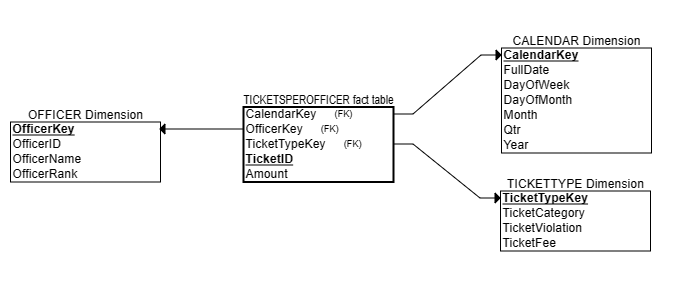 CALENDAR Dimension
CalendarKey
FullDate
DayOfWeek
DayOfMonth
Month
Qtr
Year
TICKETSPEROFFICER fact table
CalendarKey (FK)
OfficerKey (FK)
TicketTypeKey (FK)
TicketID
Amount
OFFICER Dimension
OfficerKey
OfficerID
OfficerName
OfficerRank
TICKETTYPE Dimension
TicketTypeKey
TicketCategory
TicketViolation
TicketFee